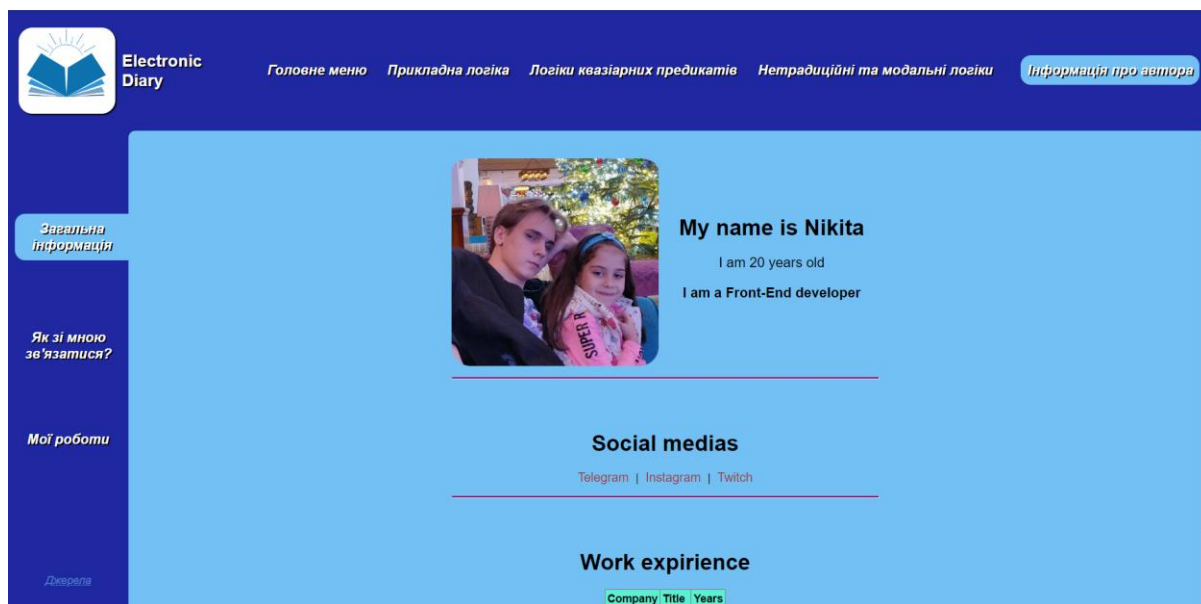 Electronic
Diary
Головне меню Прикладна логіка Логіки квазіарних предикатів Нетрадиційні та модальні логіки Інформація про автора
Загальна
інформація
Як зі мною
зв'язатися?
Мої роботи
Джерела
My name is Nikita
I am 20 years old
I am a Front-End developer
SUPER R
Social medias
Telegram | Instagram | Twitch
Work expirience
Company Title Years